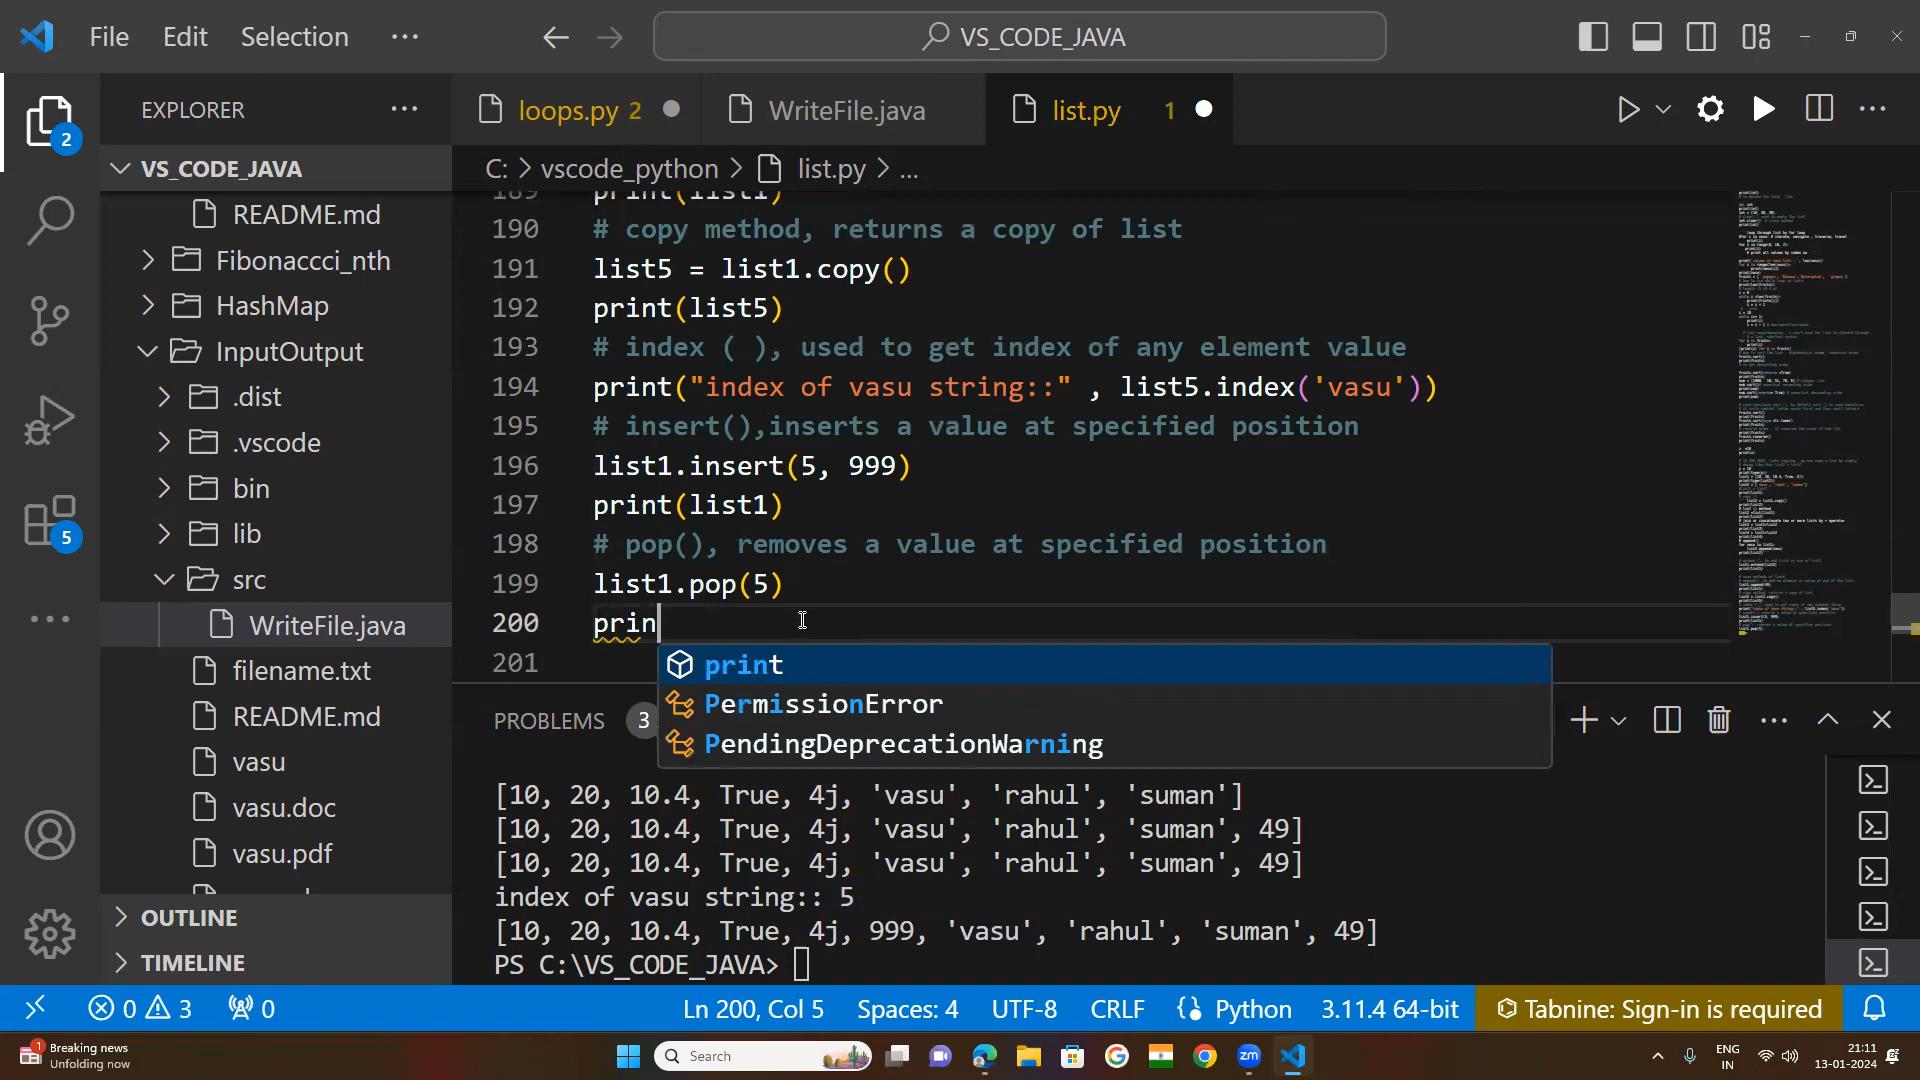 File Edit Selection ...
VS_CODE_JAVA
EXPLORER ...
VS_CODE_JAVA
README.md
Fibonaccci_nth
HashMap
InputOutput
.dist
.vscode
bin
lib
src
WriteFile.java
filename.txt
README.md
vasu
vasu.doc
vasu.pdf
OUTLINE
TIMELINE
2
5
loops.py 2
WriteFile.java
list.py 1
C: > vscode_python > list.py > ...
189 print(list1)
190 # copy method, returns a copy of list
191 list5 = list1.copy()
192 print(list5)
193 # index ( ), used to get index of any element value
194 print("index of vasu string::" , list5.index('vasu'))
195 # insert(),inserts a value at specified position
196 list1.insert(5, 999)
197 print(list1)
198 # pop(), removes a value at specified position
199 list1.pop(5)
200 prin
201
print
PermissionError
PendingDeprecationWarning
PROBLEMS 3
[10, 20, 10.4, True, 4j, 'vasu', 'rahul', 'suman']
[10, 20, 10.4, True, 4j, 'vasu', 'rahul', 'suman', 49]
[10, 20, 10.4, True, 4j, 'vasu', 'rahul', 'suman', 49]
index of vasu string:: 5
[10, 20, 10.4, True, 4j, 999, 'vasu', 'rahul', 'suman', 49]
PS C:\VS_CODE_JAVA>
0 3 0 Ln 200, Col 5 Spaces: 4 UTF-8 CRLF Python 3.11.4 64-bit Tabnine: Sign-in is required
1 Breaking news
Unfolding now
Search
zm
ENG
IN
21:11
13-01-2024